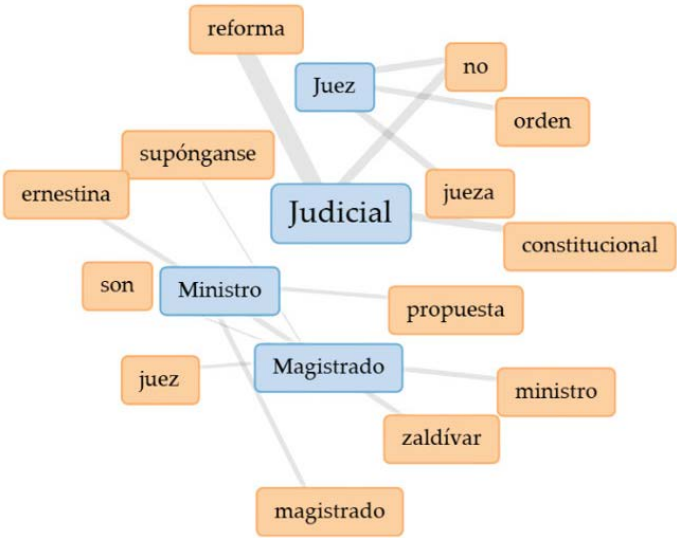 reforma
no
Juez
orden
supónganse
ernestina
jueza
Judicial
constitucional
son
Ministro
propuesta
Magistrado
juez
ministro
zaldívar
magistrado